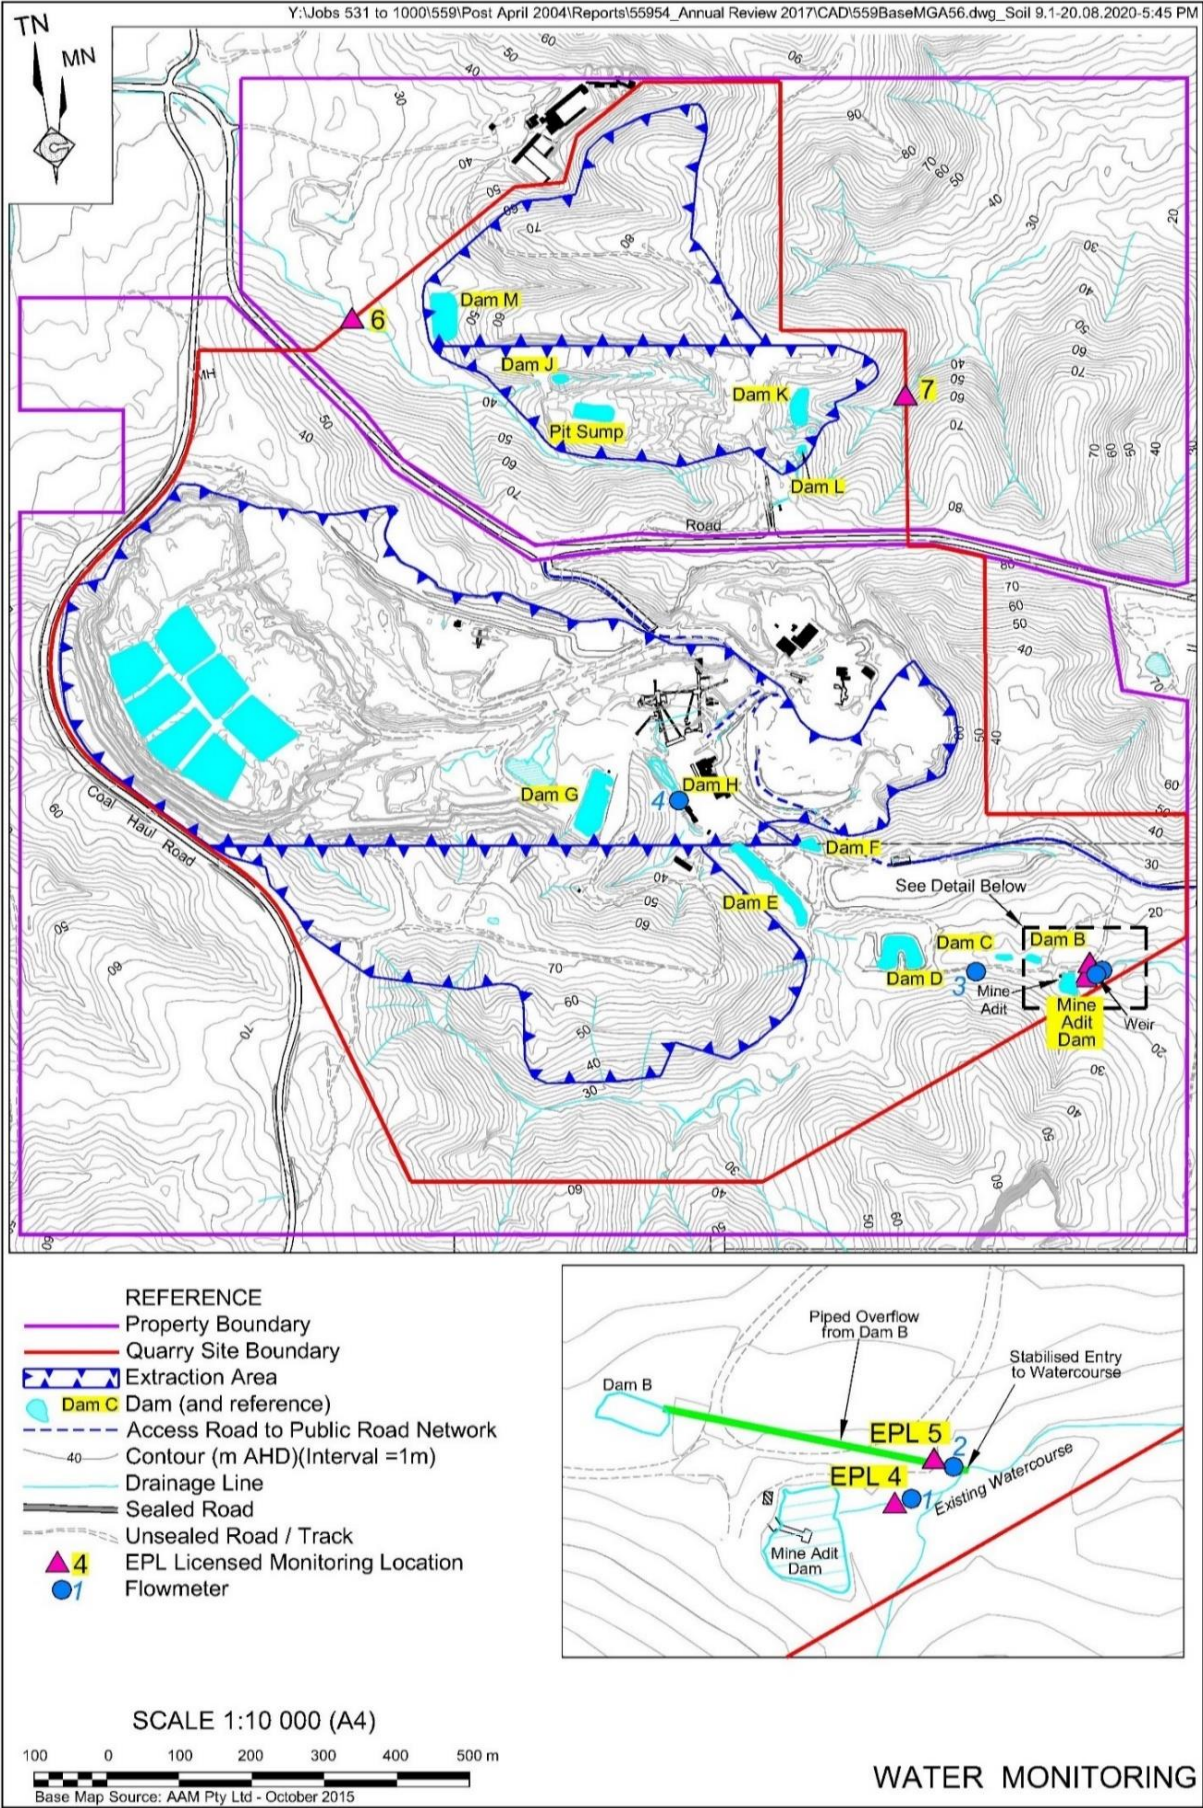 Y:\Jobs 531 to 1000\559\Post April 2004\Reports\55954_Annual Review 2017\CAD\559BaseMGA56.dwg_Soil 9.1-20.08.2020-5:45 PM
TN
MN
6
Dam M
Dam J
Dam K
7
Pit Sump
Dam L
Road
Dam G
Dam H
4
Dam F
Coal
Haul
Road
Dam E
See Detail Below
Dam C
Dam B
Dam D
3
Mine
Adit
Mine
Adit
Dam
Weir
REFERENCE
Property Boundary
Quarry Site Boundary
Extraction Area
Dam C Dam (and reference)
Access Road to Public Road Network
40 Contour (m AHD)(Interval =1m)
Drainage Line
Sealed Road
Unsealed Road / Track
4 EPL Licensed Monitoring Location
1 Flowmeter
Piped Overflow
from Dam B
Stabilised Entry
to Watercourse
Dam B
EPL 5
2
EPL 4
1
Existing Watercourse
Mine Adit
Dam
SCALE 1:10 000 (A4)
100 0 100 200 300 400 500 m
Base Map Source: AAM Pty Ltd - October 2015
WATER MONITORING